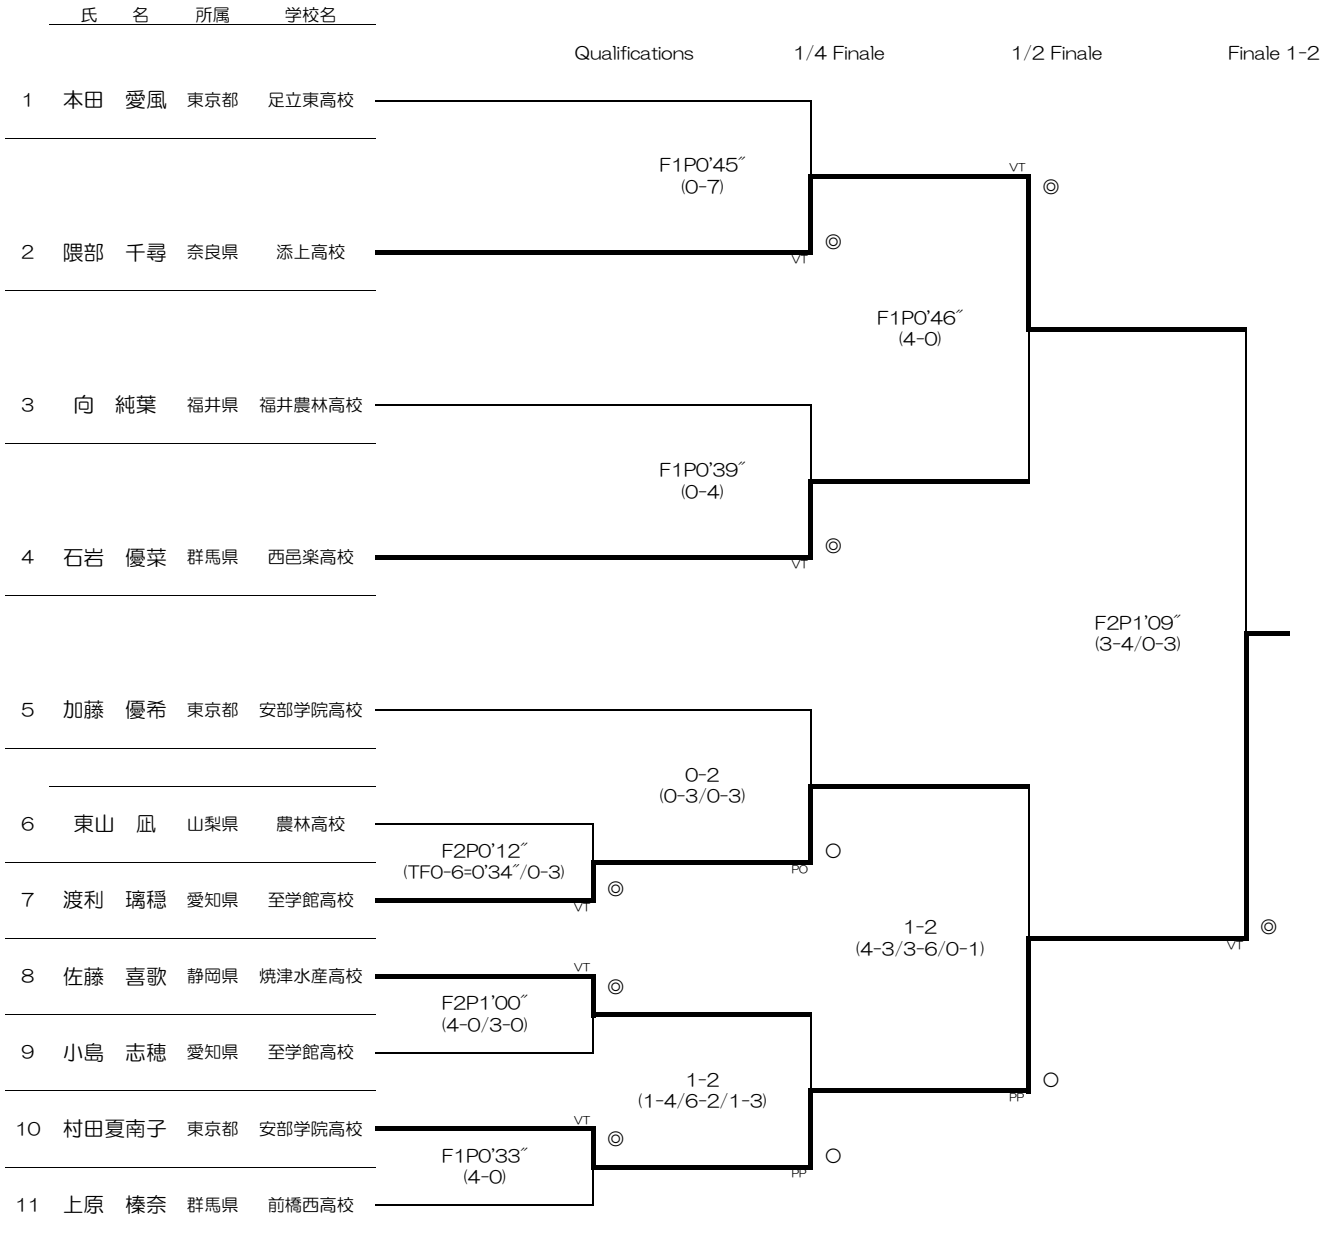 氏　名　所属　学校名
Qualifications　1/4 Finale　1/2 Finale　Finale 1-2
1　本田　愛風　東京都　足立東高校
F1P0'45″
(0-7)
VT
◎
2　隈部　千尋　奈良県　添上高校
VT
◎
F1P0'46″
(4-0)
3　向　純葉　福井県　福井農林高校
F1P0'39″
(0-4)
4　石岩　優菜　群馬県　西邑楽高校
VT
◎
F2P1'09″
(3-4/0-3)
5　加藤　優希　東京都　安部学院高校
0-2
(0-3/0-3)
6　東山　凪　山梨県　農林高校
F2P0'12″
(TF0-6=0'34″/0-3)
PO
○
7　渡利　璃穏　愛知県　至学館高校
VT
◎
1-2
(4-3/3-6/0-1)
VT
◎
8　佐藤　喜歌　静岡県　焼津水産高校
VT
◎
F2P1'00″
(4-0/3-0)
9　小島　志穂　愛知県　至学館高校
1-2
(1-4/6-2/1-3)
PP
○
10　村田夏南子　東京都　安部学院高校
VT
◎
F1P0'33″
(4-0)
PP
○
11　上原　榛奈　群馬県　前橋西高校